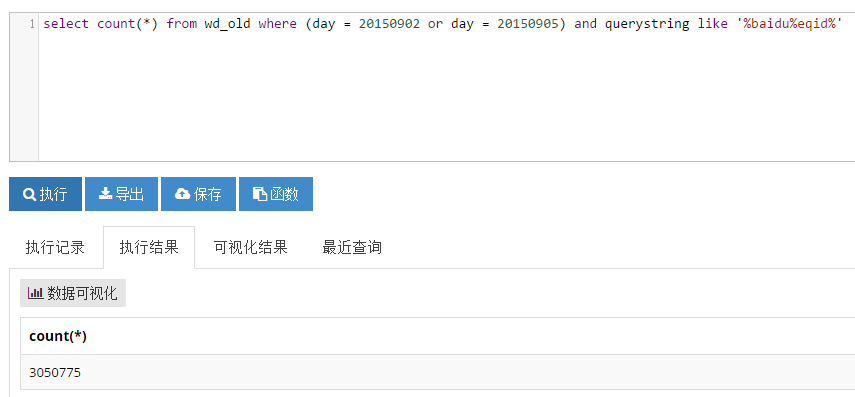 1 select count(*) from wd_old where (day = 20150902 or day = 20150905) and querystring like '%baidu%eqid%'
执行 导出 保存 函数
执行记录 执行结果 可视化结果 最近查询
数据可视化
count(*)
3050775